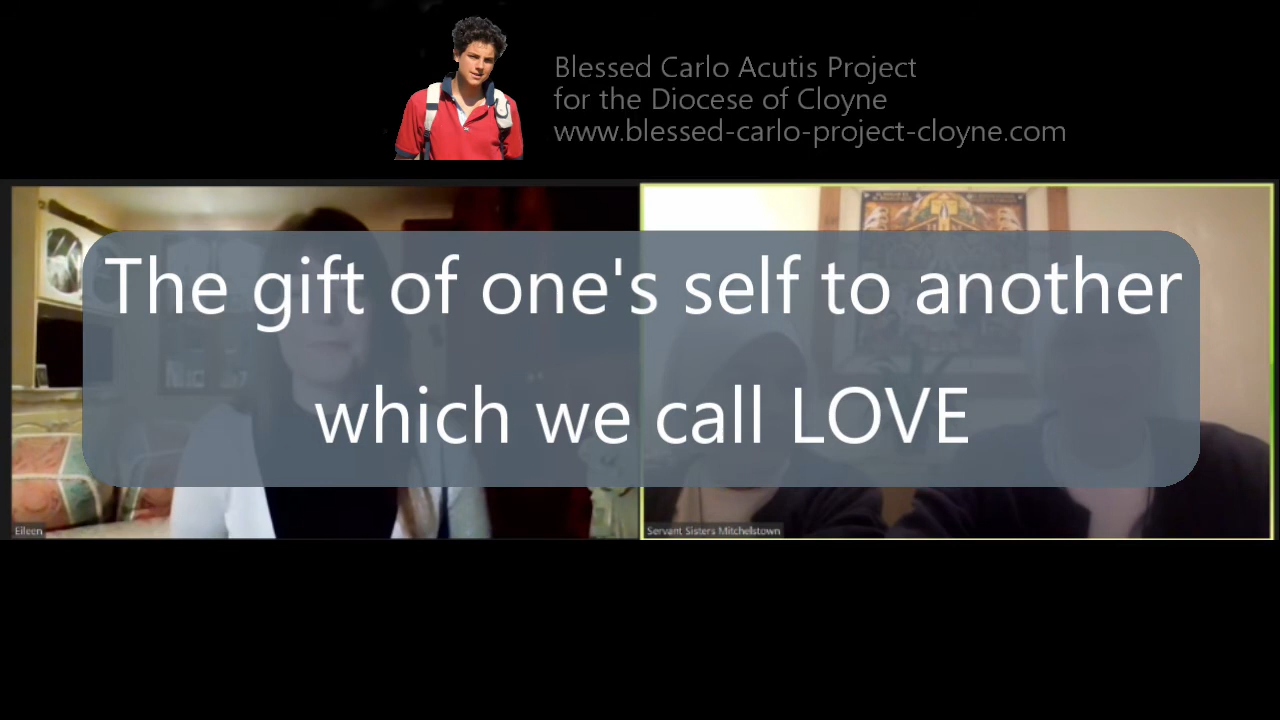 Blessed Carlo Acutis Project
for the Diocese of Cloyne
www.blessed-carlo-project-cloyne.com
The gift of one's self to another
which we call LOVE
Eileen
Servant Sisters Mitchelstown